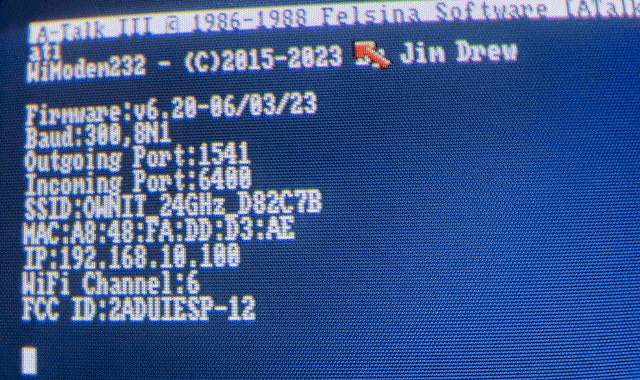 A-Talk III © 1986-1988 Felsina Software [ATalk
ati
WiModem232 - (C)2015-2023 Jim Drew
Firmware:v6.20-06/03/23
Baud:300,8N1
Outgoing Port:1541
Incoming Port:6400
SSID:OWNIT_24GHz_D82C7B
MAC:A8:48:FA:DD:D3:AE
IP:192.168.10.100
WiFi Channel:6
FCC ID:2ADUIESP-12